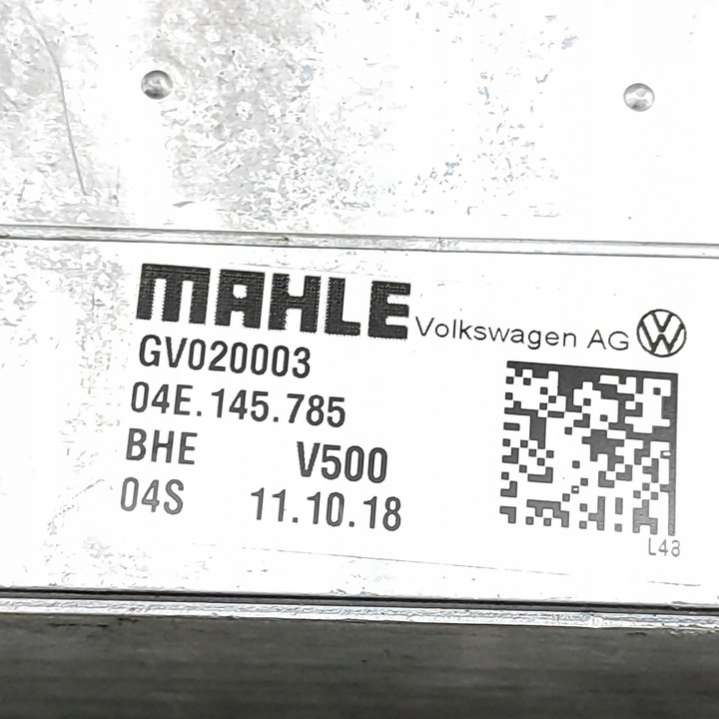 MAHLE Volkswagen AG
GV020003
04E.145.785
BHE V500
04S 11.10.18
L48